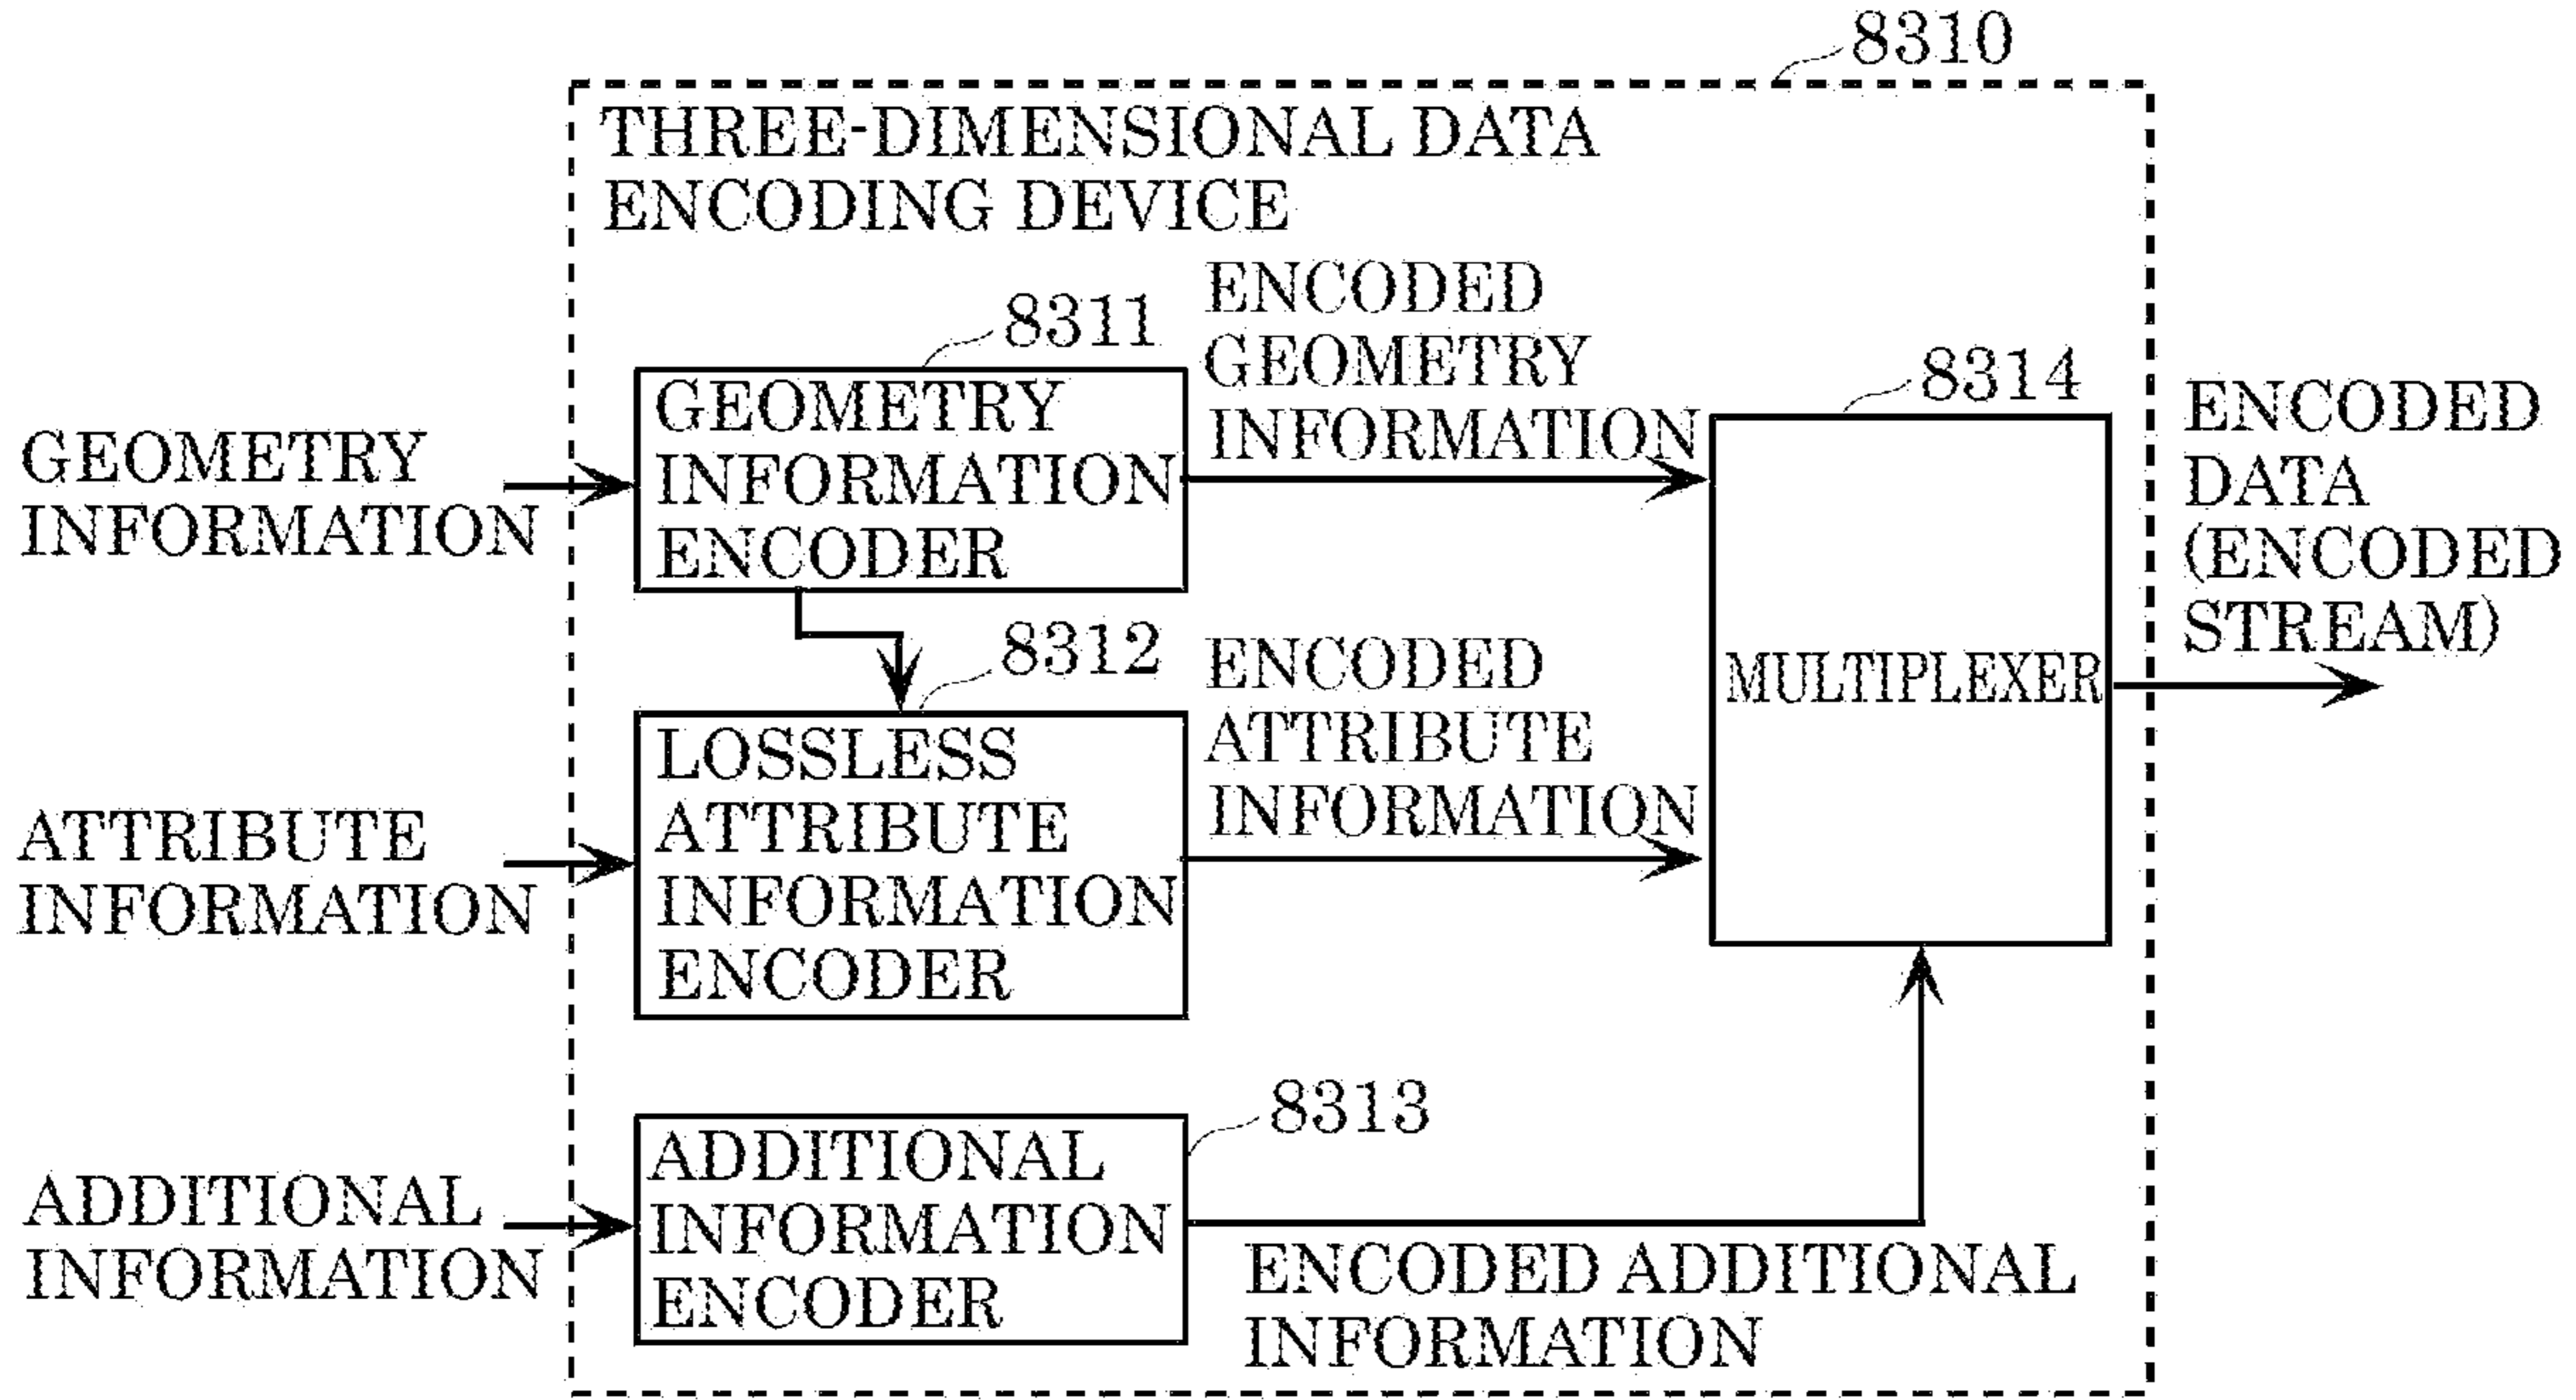 8310
THREE-DIMENSIONAL DATA
ENCODING DEVICE
GEOMETRY
INFORMATION
8311
GEOMETRY
INFORMATION
ENCODER
ENCODED
GEOMETRY
INFORMATION
8314
MULTIPLEXER
ENCODED
DATA
(ENCODED
STREAM)
ATTRIBUTE
INFORMATION
8312
LOSSLESS
ATTRIBUTE
INFORMATION
ENCODER
ENCODED
ATTRIBUTE
INFORMATION
ADDITIONAL
INFORMATION
8313
ADDITIONAL
INFORMATION
ENCODER
ENCODED ADDITIONAL
INFORMATION